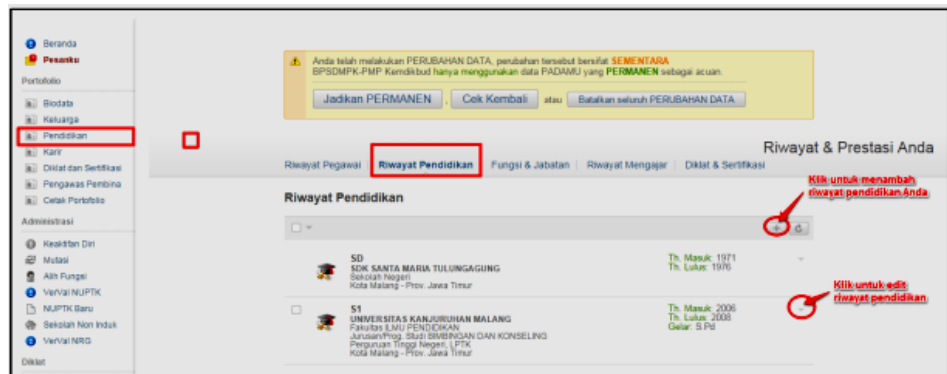 Beranda
Pesanku
Portofolio
Biodata
Keluarga
Pendidikan
Karir
Diklat dan Sertifikasi
Pengawas Pembina
Cetak Portofolio
Administrasi
Keaktifan Diri
Mutasi
Alih Fungsi
VerVal NUPTK
NUPTK Baru
Sekolah Non Induk
VerVal NRG
Diklat
Anda telah melakukan PERUBAHAN DATA, perubahan tersebut bersifat SEMENTARA
BPSDMPK-PMP Kemdikbud hanya menggunakan data PADAMU yang PERMANEN sebagai acuan.
Jadikan PERMANEN , Cek Kembali atau Batalkan seluruh PERUBAHAN DATA
Riwayat & Prestasi Anda
Riwayat Pegawai Riwayat Pendidikan Fungsi & Jabatan Riwayat Mengajar Diklat & Sertifikasi
Klik untuk menambah
riwayat pendidikan Anda
Riwayat Pendidikan
SD
SDK SANTA MARIA TULUNGAGUNG
Sekolah Negeri
Kota Malang - Prov. Jawa Timur
Th. Masuk: 1971
Th. Lulus: 1976
Klik untuk edit
riwayat pendidikan
S1
UNIVERSITAS KANJURUHAN MALANG
Fakultas ILMU PENDIDIKAN
Jurusan/Prog. Studi BIMBINGAN DAN KONSELING
Perguruan Tinggi Negeri, LPTK
Kota Malang - Prov. Jawa Timur
Th. Masuk: 2006
Th. Lulus: 2008
Gelar: S.Pd